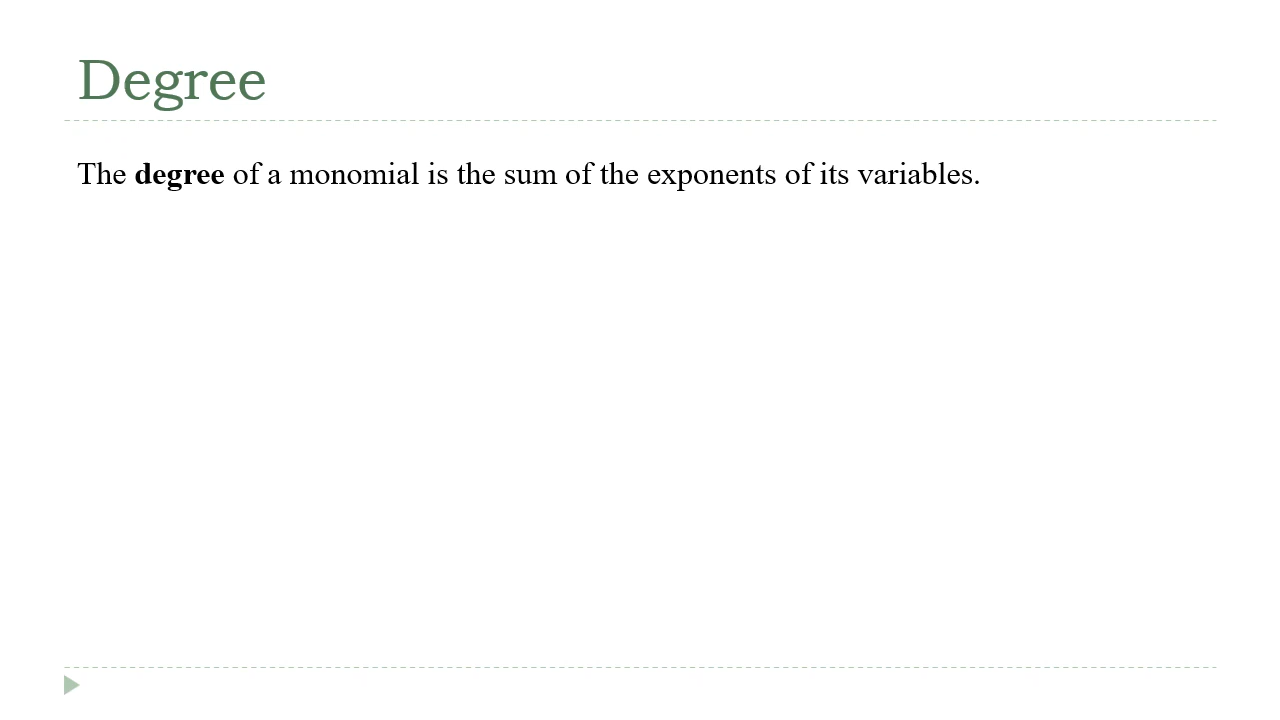 Degree
The degree of a monomial is the sum of the exponents of its variables.